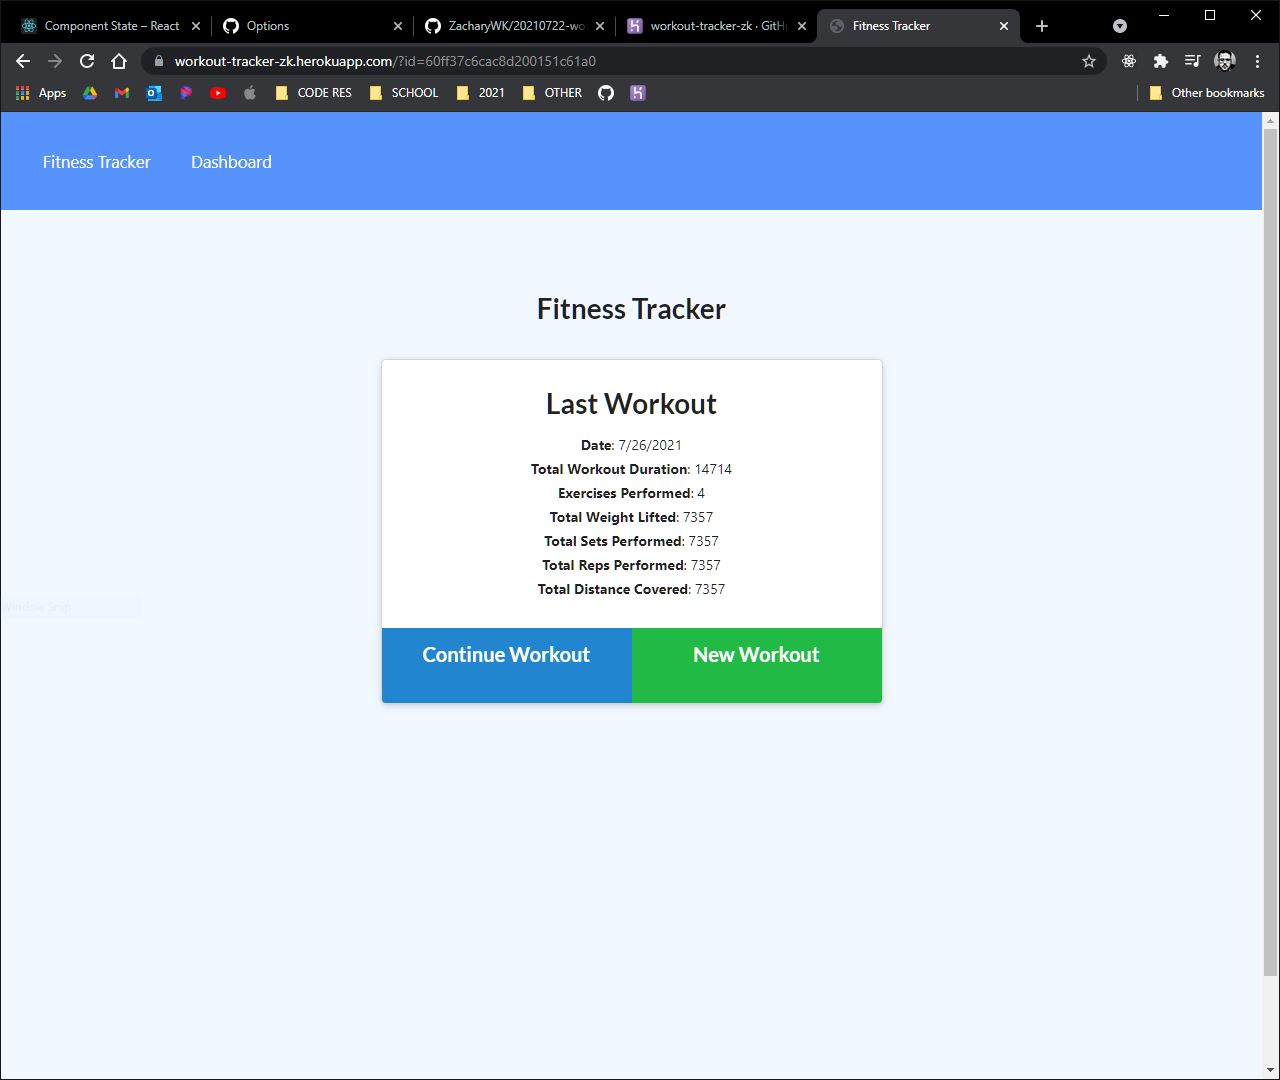 Component State – React
Options
ZacharyWK/20210722-wo
workout-tracker-zk · GitHu
Fitness Tracker
workout-tracker-zk.herokuapp.com/?id=60ff37c6cac8d200151c61a0
Apps
CODE RES
SCHOOL
2021
OTHER
Other bookmarks
Fitness Tracker Dashboard
Fitness Tracker
Last Workout
Date: 7/26/2021
Total Workout Duration: 14714
Exercises Performed: 4
Total Weight Lifted: 7357
Total Sets Performed: 7357
Total Reps Performed: 7357
Total Distance Covered: 7357
Window Snip
Continue Workout
New Workout